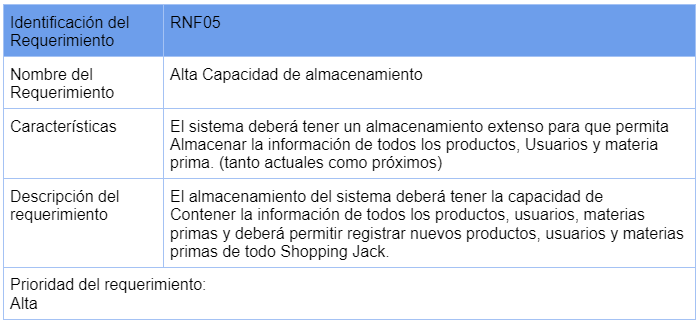 Identificación del
Requerimiento
RNF05
Nombre del
Requerimiento
Alta Capacidad de almacenamiento
Características
El sistema deberá tener un almacenamiento extenso para que permita
Almacenar la información de todos los productos, Usuarios y materia
prima. (tanto actuales como próximos)
Descripción del
requerimiento
El almacenamiento del sistema deberá tener la capacidad de
Contener la información de todos los productos, usuarios, materias
primas y deberá permitir registrar nuevos productos, usuarios y materias
primas de todo Shopping Jack.
Prioridad del requerimiento:
Alta